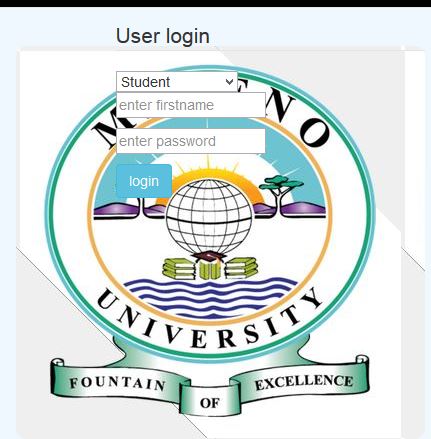 User login
Student
enter firstname
enter password
login
UNIVERSITY
FOUNTAIN OF EXCELLENCE